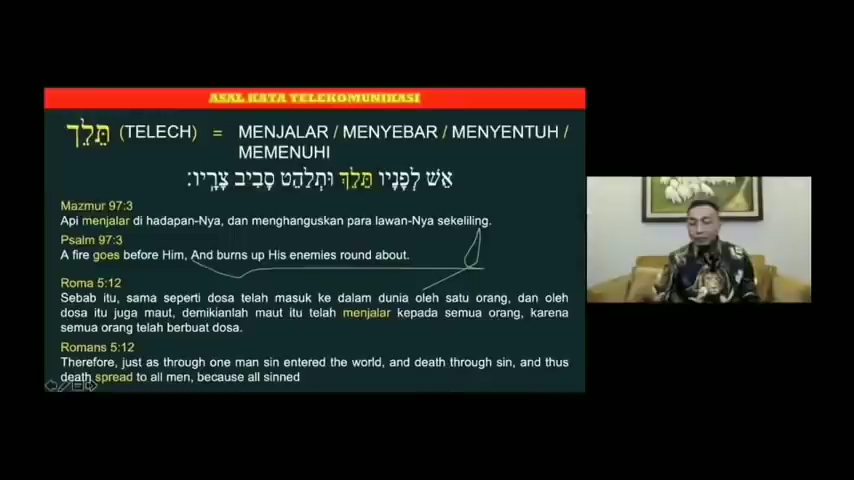 ASAL KATA TELEKOMUNIKASI
תֵּלֵךְ (TELECH) = MENJALAR / MENYEBAR / MENYENTUH /
MEMENUHI
אֵשׁ לְפָנָיו תֵּלֵךְ וּתְלַהֵט סָבִיב צָרָיו׃
Mazmur 97:3
Api menjalar di hadapan-Nya, dan menghanguskan para lawan-Nya sekeliling.
Psalm 97:3
A fire goes before Him, And burns up His enemies round about.
Roma 5:12
Sebab itu, sama seperti dosa telah masuk ke dalam dunia oleh satu orang, dan oleh
dosa itu juga maut, demikianlah maut itu telah menjalar kepada semua orang, karena
semua orang telah berbuat dosa.
Romans 5:12
Therefore, just as through one man sin entered the world, and death through sin, and thus
death spread to all men, because all sinned